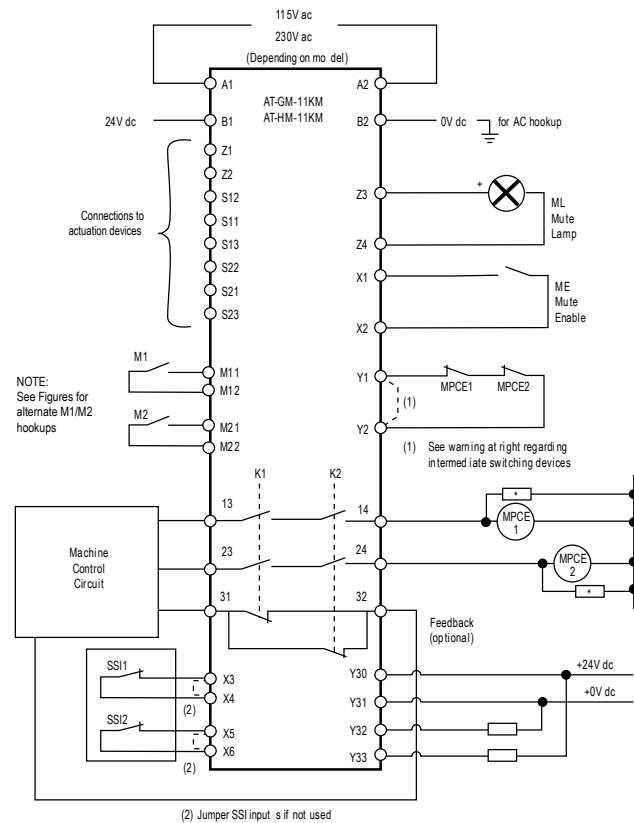 115V ac
230V ac
(Depending on mo del)
A1
A2
AT-GM-11KM
AT-HM-11KM
24V dc
B1
B2
0V dc
for AC hookup
Z1
Z2
S12
S11
S13
S22
S21
S23
Connections to
actuation devices
Z3
+
Z4
ML
Mute
Lamp
X1
X2
ME
Mute
Enable
NOTE:
See Figures for
alternate M1/M2
hookups
M1
M11
M12
M2
M21
M22
Y1
MPCE1
MPCE2
(1)
Y2
(1) See warning at right regarding
intermed iate switching devices
K1
K2
13
14
*
MPCE
1
23
24
MPCE
2
*
31
32
Machine
Control
Circuit
Feedback
(optional)
SSI1
X3
X4
(2)
SSI2
X5
X6
(2)
Y30
+24V dc
Y31
+0V dc
Y32
Y33
(2) Jumper SSI input s if not used